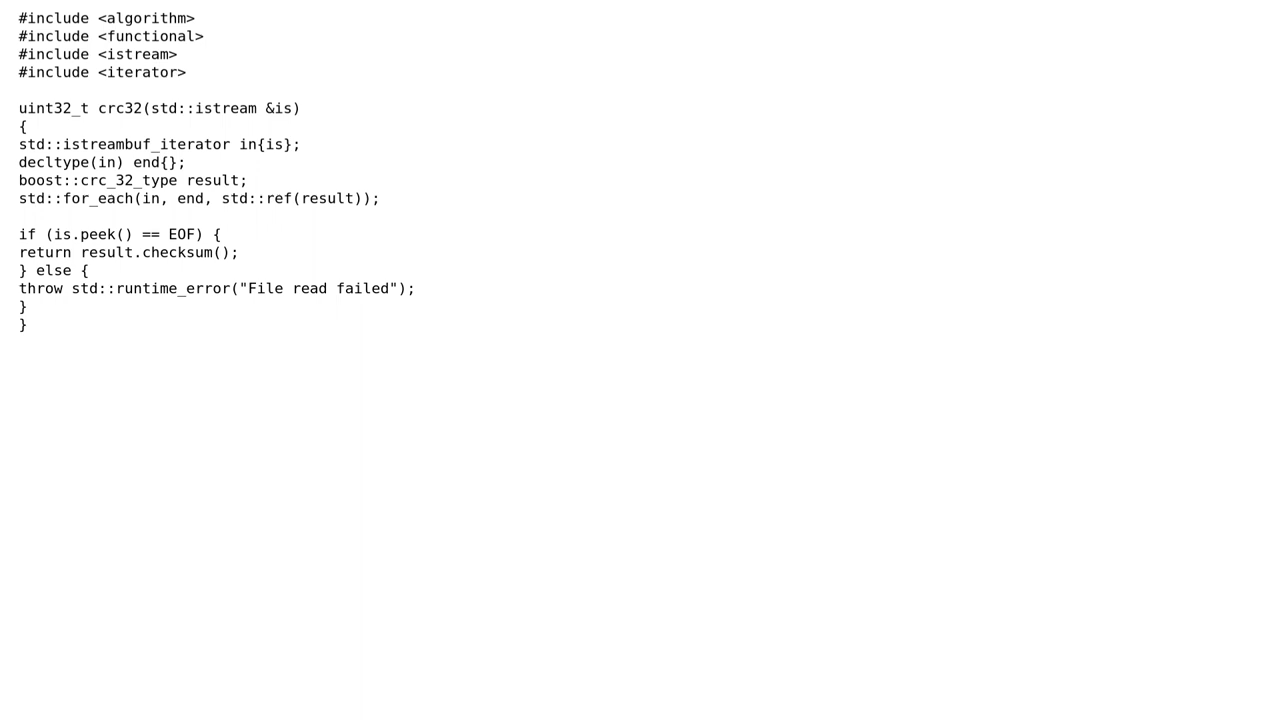 #include <algorithm>
#include <functional>
#include <istream>
#include <iterator>

uint32_t crc32(std::istream &is)
{
std::istreambuf_iterator in{is};
decltype(in) end{};
boost::crc_32_type result;
std::for_each(in, end, std::ref(result));

if (is.peek() == EOF) {
return result.checksum();
} else {
throw std::runtime_error("File read failed");
}
}